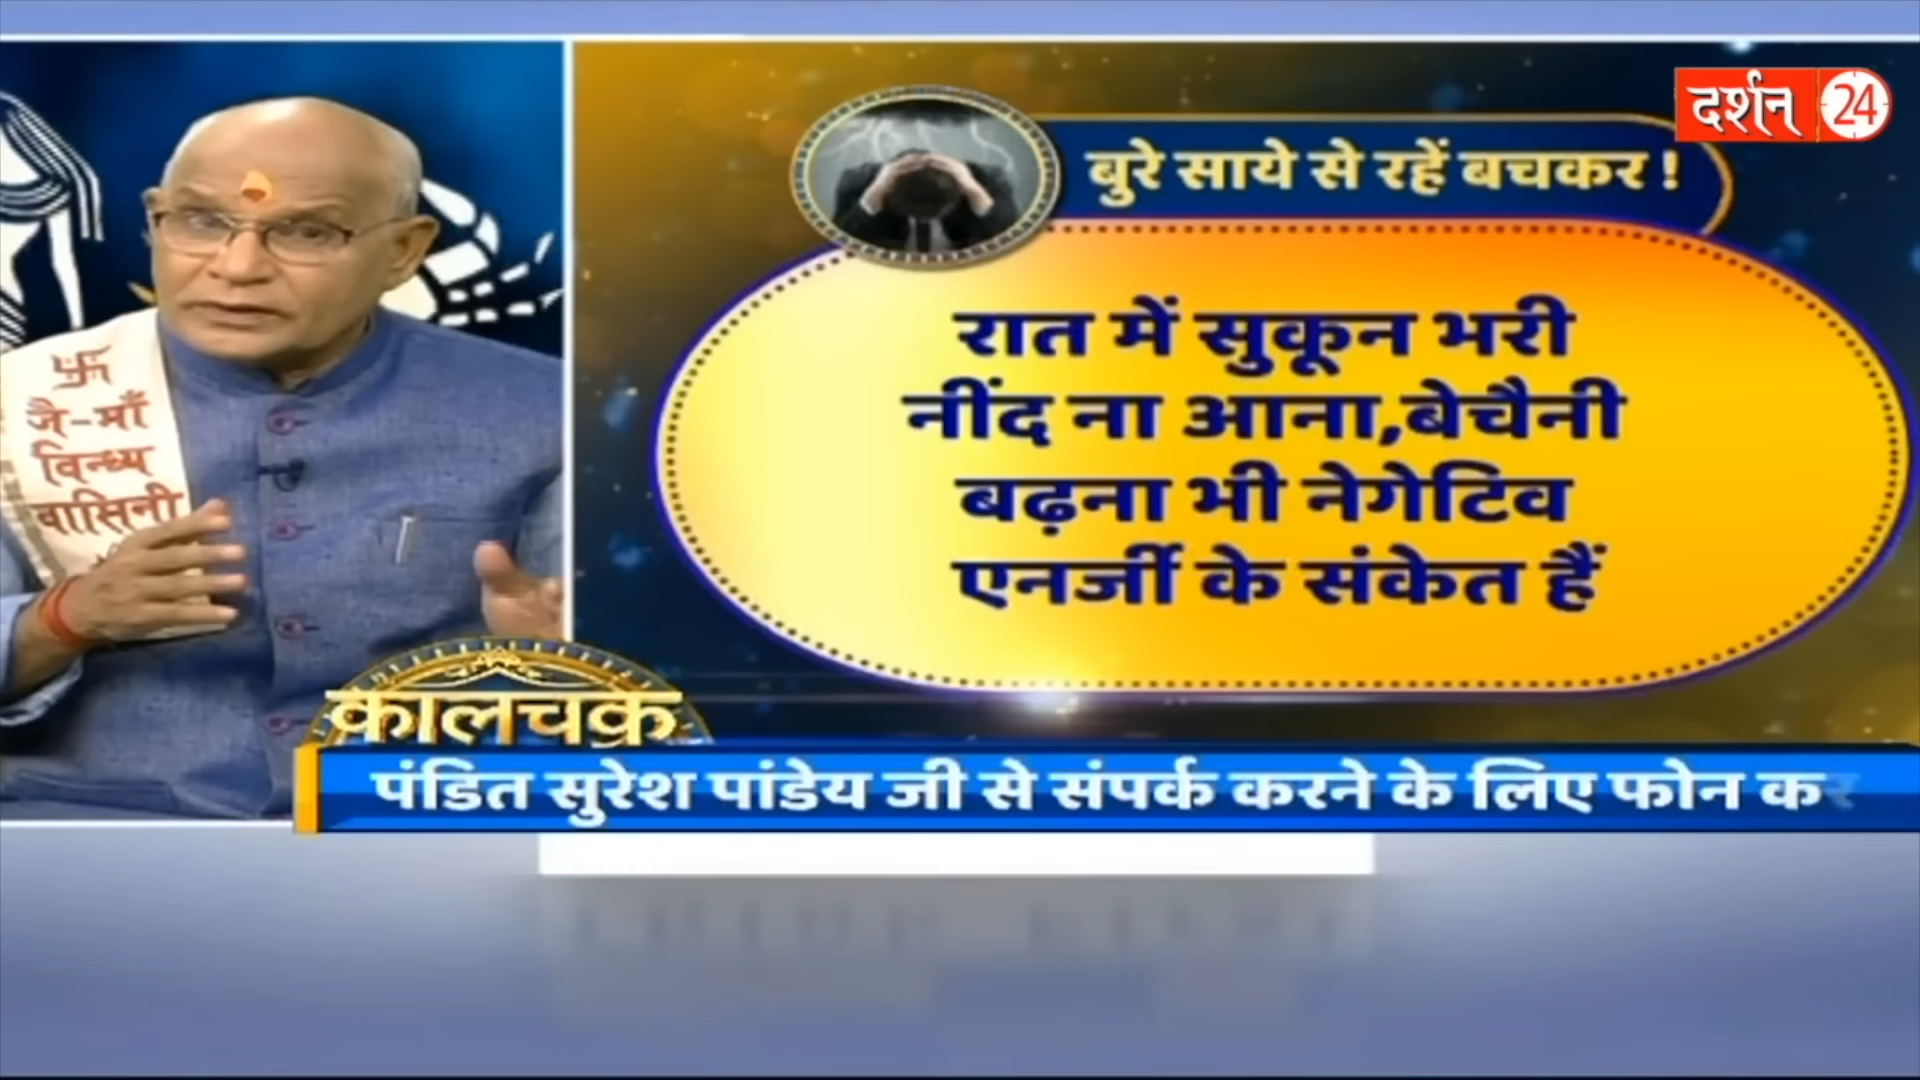 दर्शन 24
बुरे साये से रहें बचकर !
रात में सुकून भरी
नींद ना आना,बेचैनी
बढ़ना भी नेगेटिव
एनर्जी के संकेत हैं
जै-माँ
विन्ध्य
वासिनी
कालचक्र
पंडित सुरेश पांडेय जी से संपर्क करने के लिए फोन कर